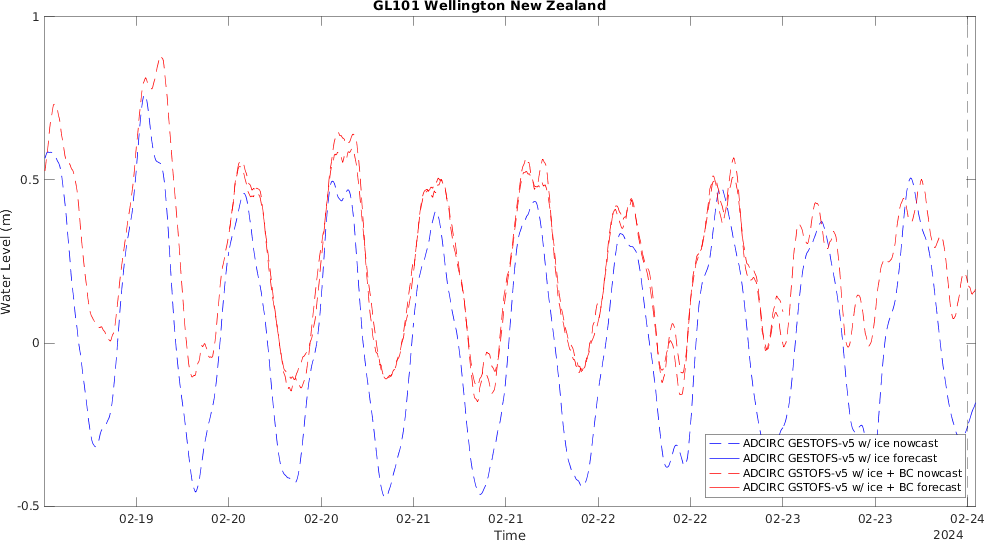 GL101 Wellington New Zealand
1
0.5
0
-0.5
Water Level (m)
ADCIRC GESTOFS-v5 w/ ice nowcast
ADCIRC GESTOFS-v5 w/ ice forecast
ADCIRC GSTOFS-v5 w/ ice + BC nowcast
ADCIRC GSTOFS-v5 w/ ice + BC forecast
02-19 02-20 02-20 02-21 02-21 02-22 02-22 02-23 02-23 02-24
Time
2024